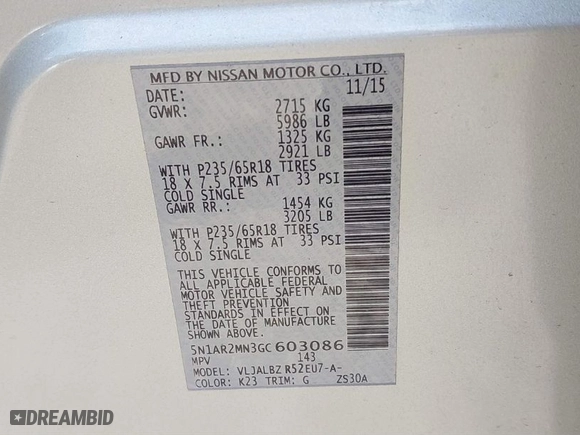 MFD BY NISSAN MOTOR CO., LTD.
DATE: 11/15
GVWR: 2715 KG
5986 LB
GAWR FR.: 1325 KG
2921 LB
WITH P235/65R18 TIRES
18 X 7.5 RIMS AT 33 PSI
COLD SINGLE
GAWR RR.: 1454 KG
3205 LB
WITH P235/65R18 TIRES
18 X 7.5 RIMS AT 33 PSI
COLD SINGLE
THIS VEHICLE CONFORMS TO
ALL APPLICABLE FEDERAL
MOTOR VEHICLE SAFETY AND
THEFT PREVENTION
STANDARDS IN EFFECT ON
THE DATE OF MANUFACTURE
SHOWN ABOVE.
5N1AR2MN3GC603086
MPV 143
MODEL: VLJALBZ R52EU7-A-
COLOR: K23 TRIM: G ZS30A
DREAMBID